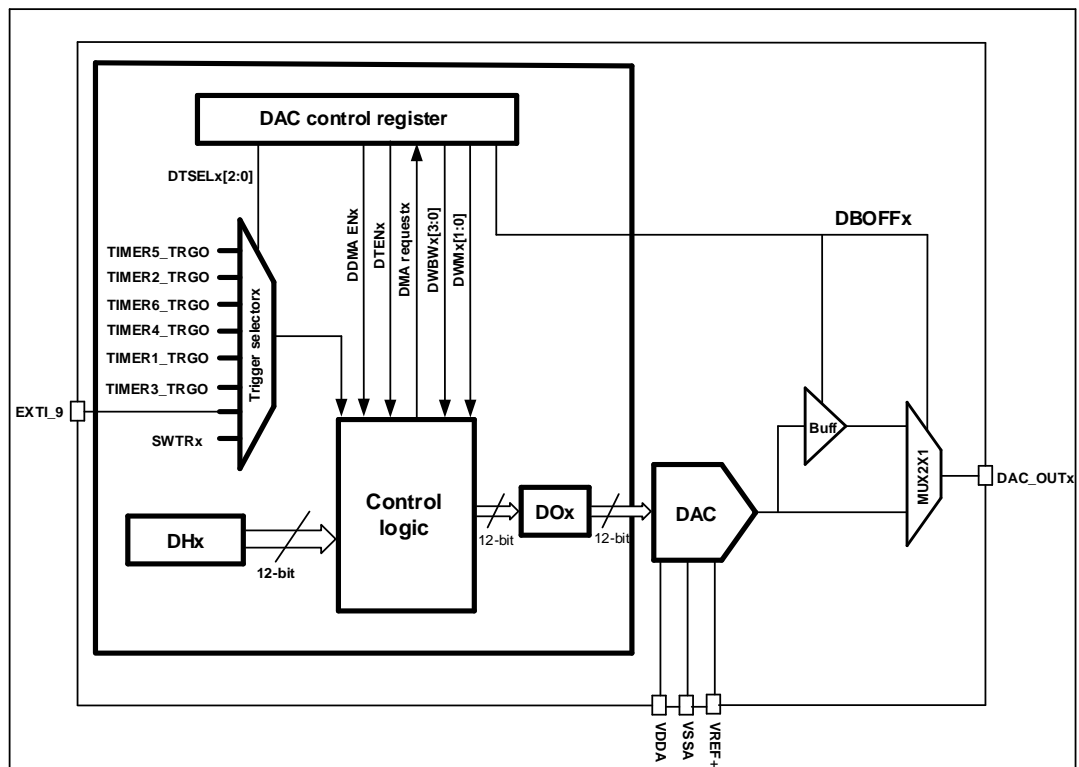 DAC control register
DTSELx[2:0]
DDMA ENx
DTENx
DMA requestx
DWBWx[3:0]
DWMx[1:0]
DBOFFx
TIMER5_TRGO
TIMER2_TRGO
TIMER6_TRGO
TIMER4_TRGO
TIMER1_TRGO
TIMER3_TRGO
EXTI_9
SWTRx
Trigger selectorx
Buff
MUX2X1
DAC_OUTx
Control
logic
DHx
12-bit
12-bit
DOx
12-bit
DAC
VDDA
VSSA
VREF+